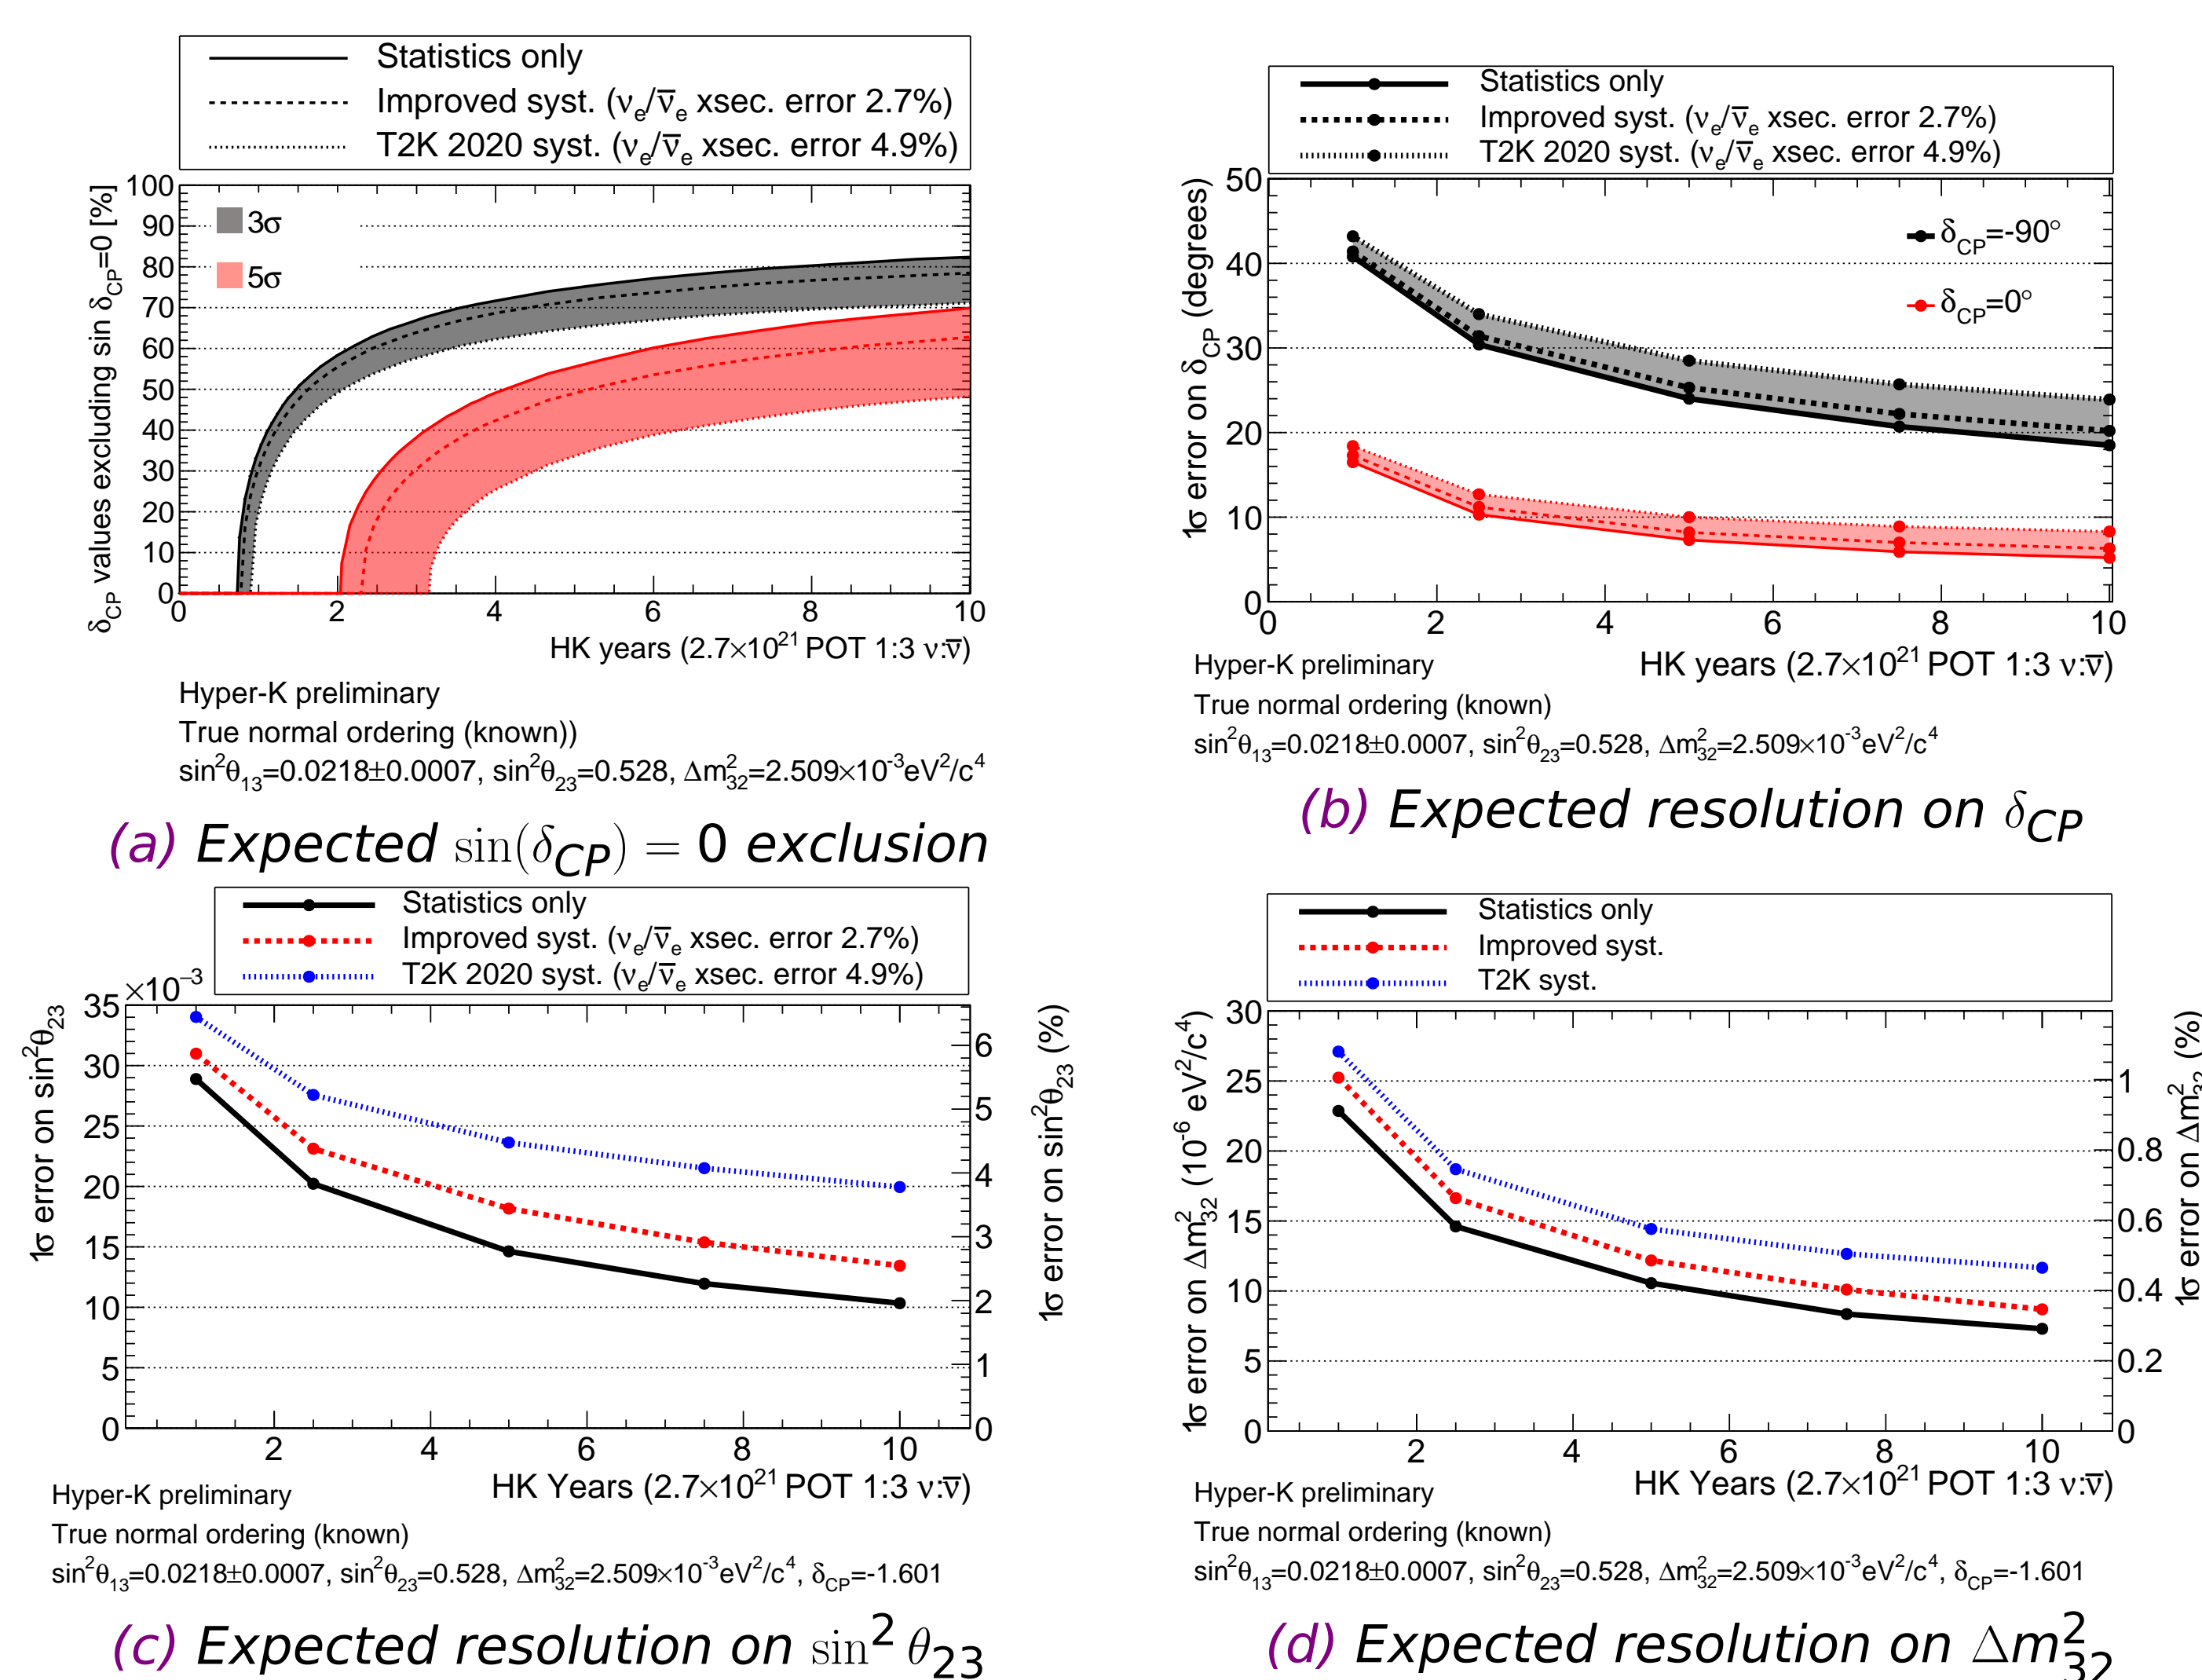 Statistics only
Improved syst. (νe/ν̅e xsec. error 2.7%)
T2K 2020 syst. (νe/ν̅e xsec. error 4.9%)
3σ
5σ
δCP values excluding sin δCP=0 [%]
100
90
80
70
60
50
40
30
20
10
0
0 2 4 6 8 10
HK years (2.7×10²¹ POT 1:3 ν:ν̅)
Hyper-K preliminary
True normal ordering (known))
sin²θ13=0.0218±0.0007, sin²θ23=0.528, Δm²32=2.509×10⁻³eV²/c⁴
(a) Expected sin(δCP) = 0 exclusion
Statistics only
Improved syst. (νe/ν̅e xsec. error 2.7%)
T2K 2020 syst. (νe/ν̅e xsec. error 4.9%)
δCP=-90°
δCP=0°
1σ error on δCP (degrees)
50
40
30
20
10
0
0 2 4 6 8 10
HK years (2.7×10²¹ POT 1:3 ν:ν̅)
Hyper-K preliminary
True normal ordering (known)
sin²θ13=0.0218±0.0007, sin²θ23=0.528, Δm²32=2.509×10⁻³eV²/c⁴
(b) Expected resolution on δCP
Statistics only
Improved syst. (νe/ν̅e xsec. error 2.7%)
T2K 2020 syst. (νe/ν̅e xsec. error 4.9%)
×10⁻³
1σ error on sin²θ23
35
30
25
20
15
10
5
0
2 4 6 8 10
6
5
4
3
2
1
0
1σ error on sin²θ23 (%)
HK Years (2.7×10²¹ POT 1:3 ν:ν̅)
Hyper-K preliminary
True normal ordering (known)
sin²θ13=0.0218±0.0007, sin²θ23=0.528, Δm²32=2.509×10⁻³eV²/c⁴, δCP=-1.601
(c) Expected resolution on sin² θ23
Statistics only
Improved syst.
T2K syst.
1σ error on Δm²32 (10⁻⁶ eV²/c⁴)
30
25
20
15
10
5
0
2 4 6 8 10
1
0.8
0.6
0.4
0.2
0
1σ error on Δm²32 (%)
HK Years (2.7×10²¹ POT 1:3 ν:ν̅)
Hyper-K preliminary
True normal ordering (known)
sin²θ13=0.0218±0.0007, sin²θ23=0.528, Δm²32=2.509×10⁻³eV²/c⁴, δCP=-1.601
(d) Expected resolution on Δm²32